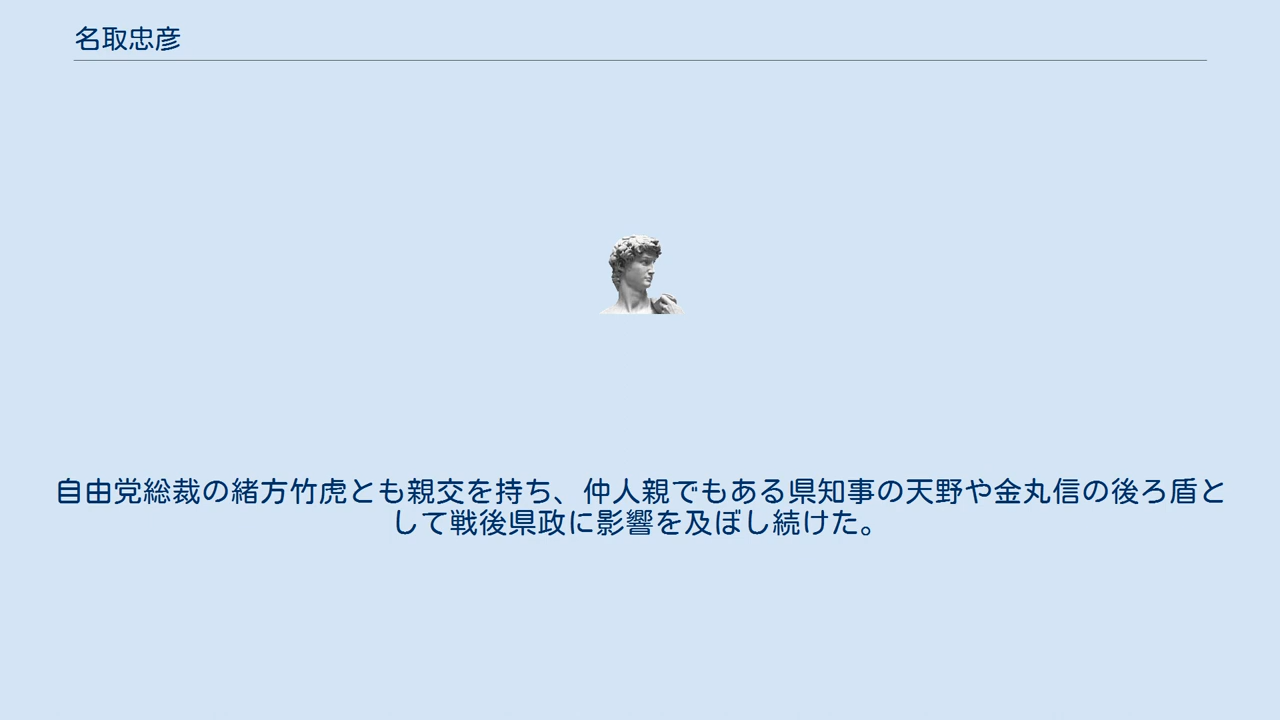 名取忠彦
自由党総裁の緒方竹虎とも親交を持ち、仲人親でもある県知事の天野や金丸信の後ろ盾と
して戦後県政に影響を及ぼし続けた。